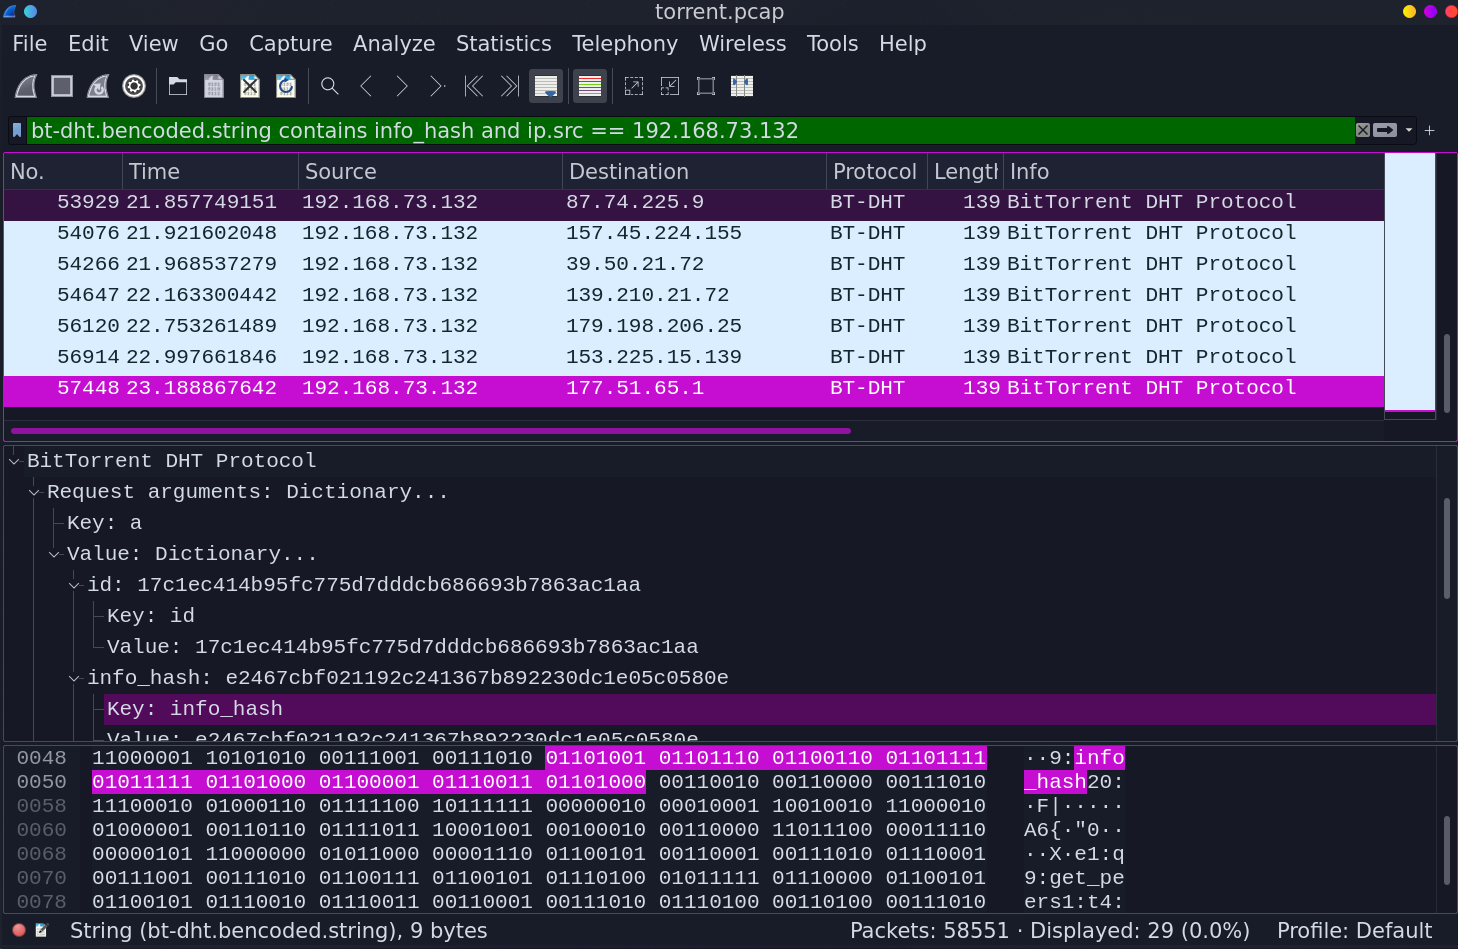 torrent.pcap
File Edit View Go Capture Analyze Statistics Telephony Wireless Tools Help
bt-dht.bencoded.string contains info_hash and ip.src == 192.168.73.132
No. Time Source Destination Protocol Length Info
53929 21.857749151 192.168.73.132 87.74.225.9 BT-DHT 139 BitTorrent DHT Protocol
54076 21.921602048 192.168.73.132 157.45.224.155 BT-DHT 139 BitTorrent DHT Protocol
54266 21.968537279 192.168.73.132 39.50.21.72 BT-DHT 139 BitTorrent DHT Protocol
54647 22.163300442 192.168.73.132 139.210.21.72 BT-DHT 139 BitTorrent DHT Protocol
56120 22.753261489 192.168.73.132 179.198.206.25 BT-DHT 139 BitTorrent DHT Protocol
56914 22.997661846 192.168.73.132 153.225.15.139 BT-DHT 139 BitTorrent DHT Protocol
57448 23.188867642 192.168.73.132 177.51.65.1 BT-DHT 139 BitTorrent DHT Protocol
BitTorrent DHT Protocol
Request arguments: Dictionary...
Key: a
Value: Dictionary...
id: 17c1ec414b95fc775d7dddcb686693b7863ac1aa
Key: id
Value: 17c1ec414b95fc775d7dddcb686693b7863ac1aa
info_hash: e2467cbf021192c241367b892230dc1e05c0580e
Key: info_hash
Value: e2467cbf021192c241367b892230dc1e05c0580e
0048 11000001 10101010 00111001 00111010 01101001 01101110 01100110 01101111 ··9:info
0050 01011111 01101000 01100001 01110011 01101000 00110010 00110000 00111010 _hash20:
0058 11100010 01000110 01111100 10111111 00000010 00010001 10010010 11000010 ·F|·····
0060 01000001 00110110 01111011 10001001 00100010 00110000 11011100 00011110 A6{·"0··
0068 00000101 11000000 01011000 00001110 01100101 00110001 00111010 01110001 ··X·e1:q
0070 00111001 00111010 01100111 01100101 01110100 01011111 01110000 01100101 9:get_pe
0078 01100101 01110010 01110011 00110001 00111010 01110100 00110100 00111010 ers1:t4:
String (bt-dht.bencoded.string), 9 bytes Packets: 58551 · Displayed: 29 (0.0%) Profile: Default